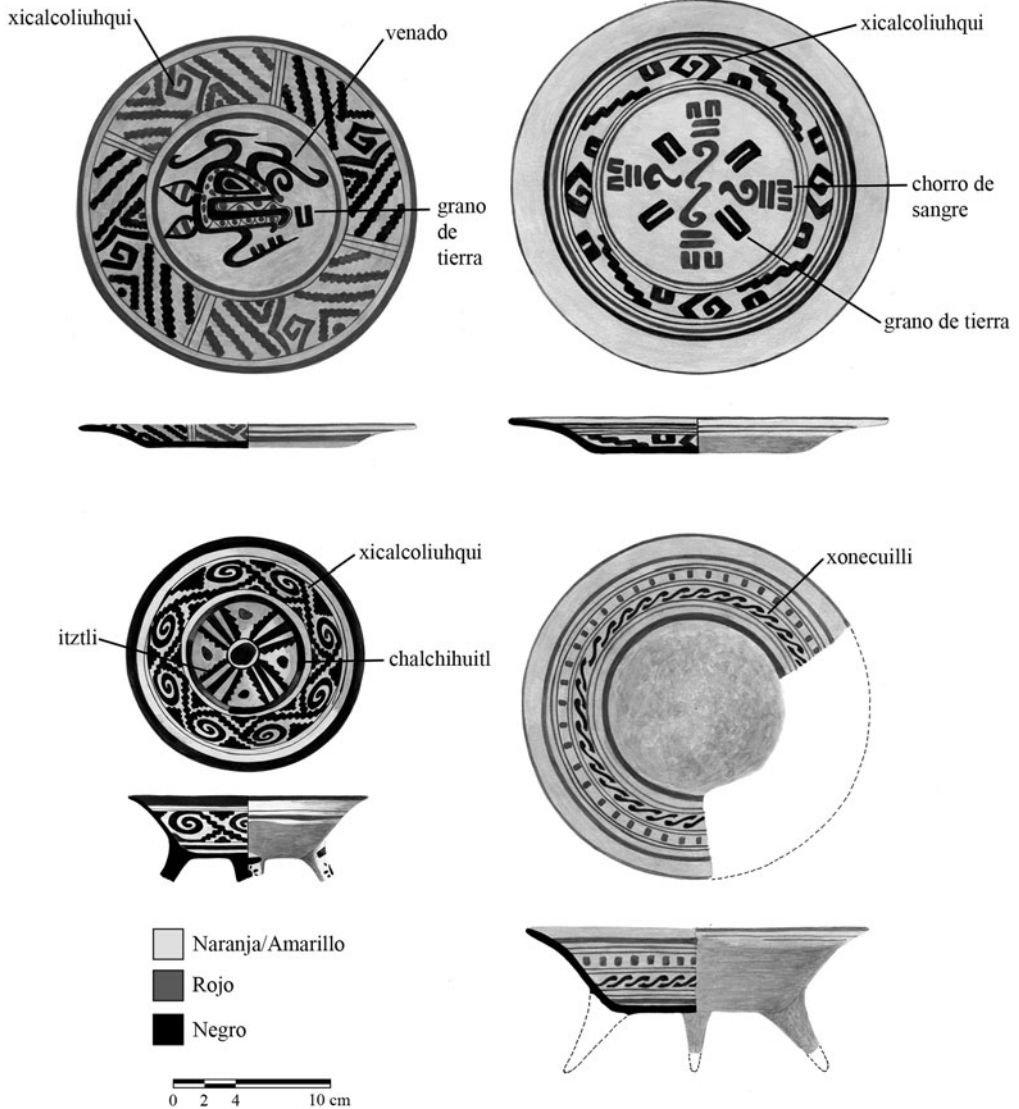 xicalcoliuhqui
venado
grano
de
tierra
xicalcoliuhqui
chorro de
sangre
grano de tierra
xicalcoliuhqui
itztli
chalchihuitl
xonecuilli
Naranja/Amarillo
Rojo
Negro
0 2 4 10 cm